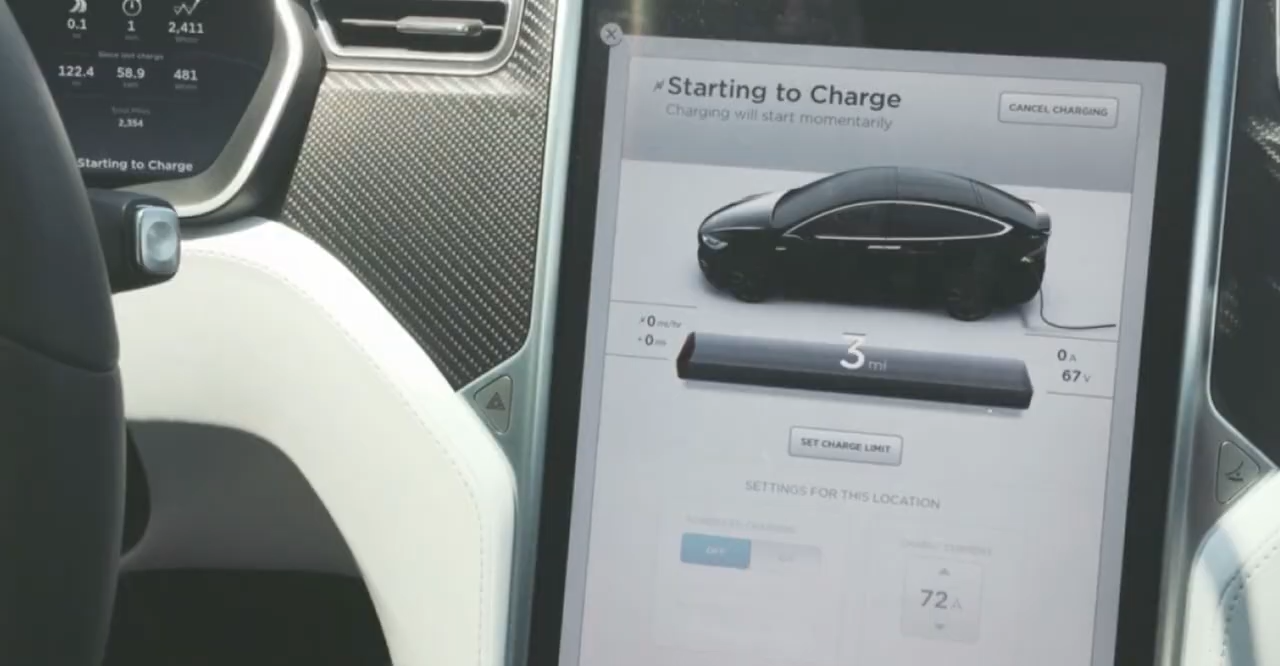 0.1 1 2,411
Since last charge
122.4 58.9 481
Total Miles
2,354
Starting to Charge
Starting to Charge
Charging will start momentarily
CANCEL CHARGING
0 mi/hr
+0 mi
3 mi
0 A
67 V
SET CHARGE LIMIT
SETTINGS FOR THIS LOCATION
OFF
72 A